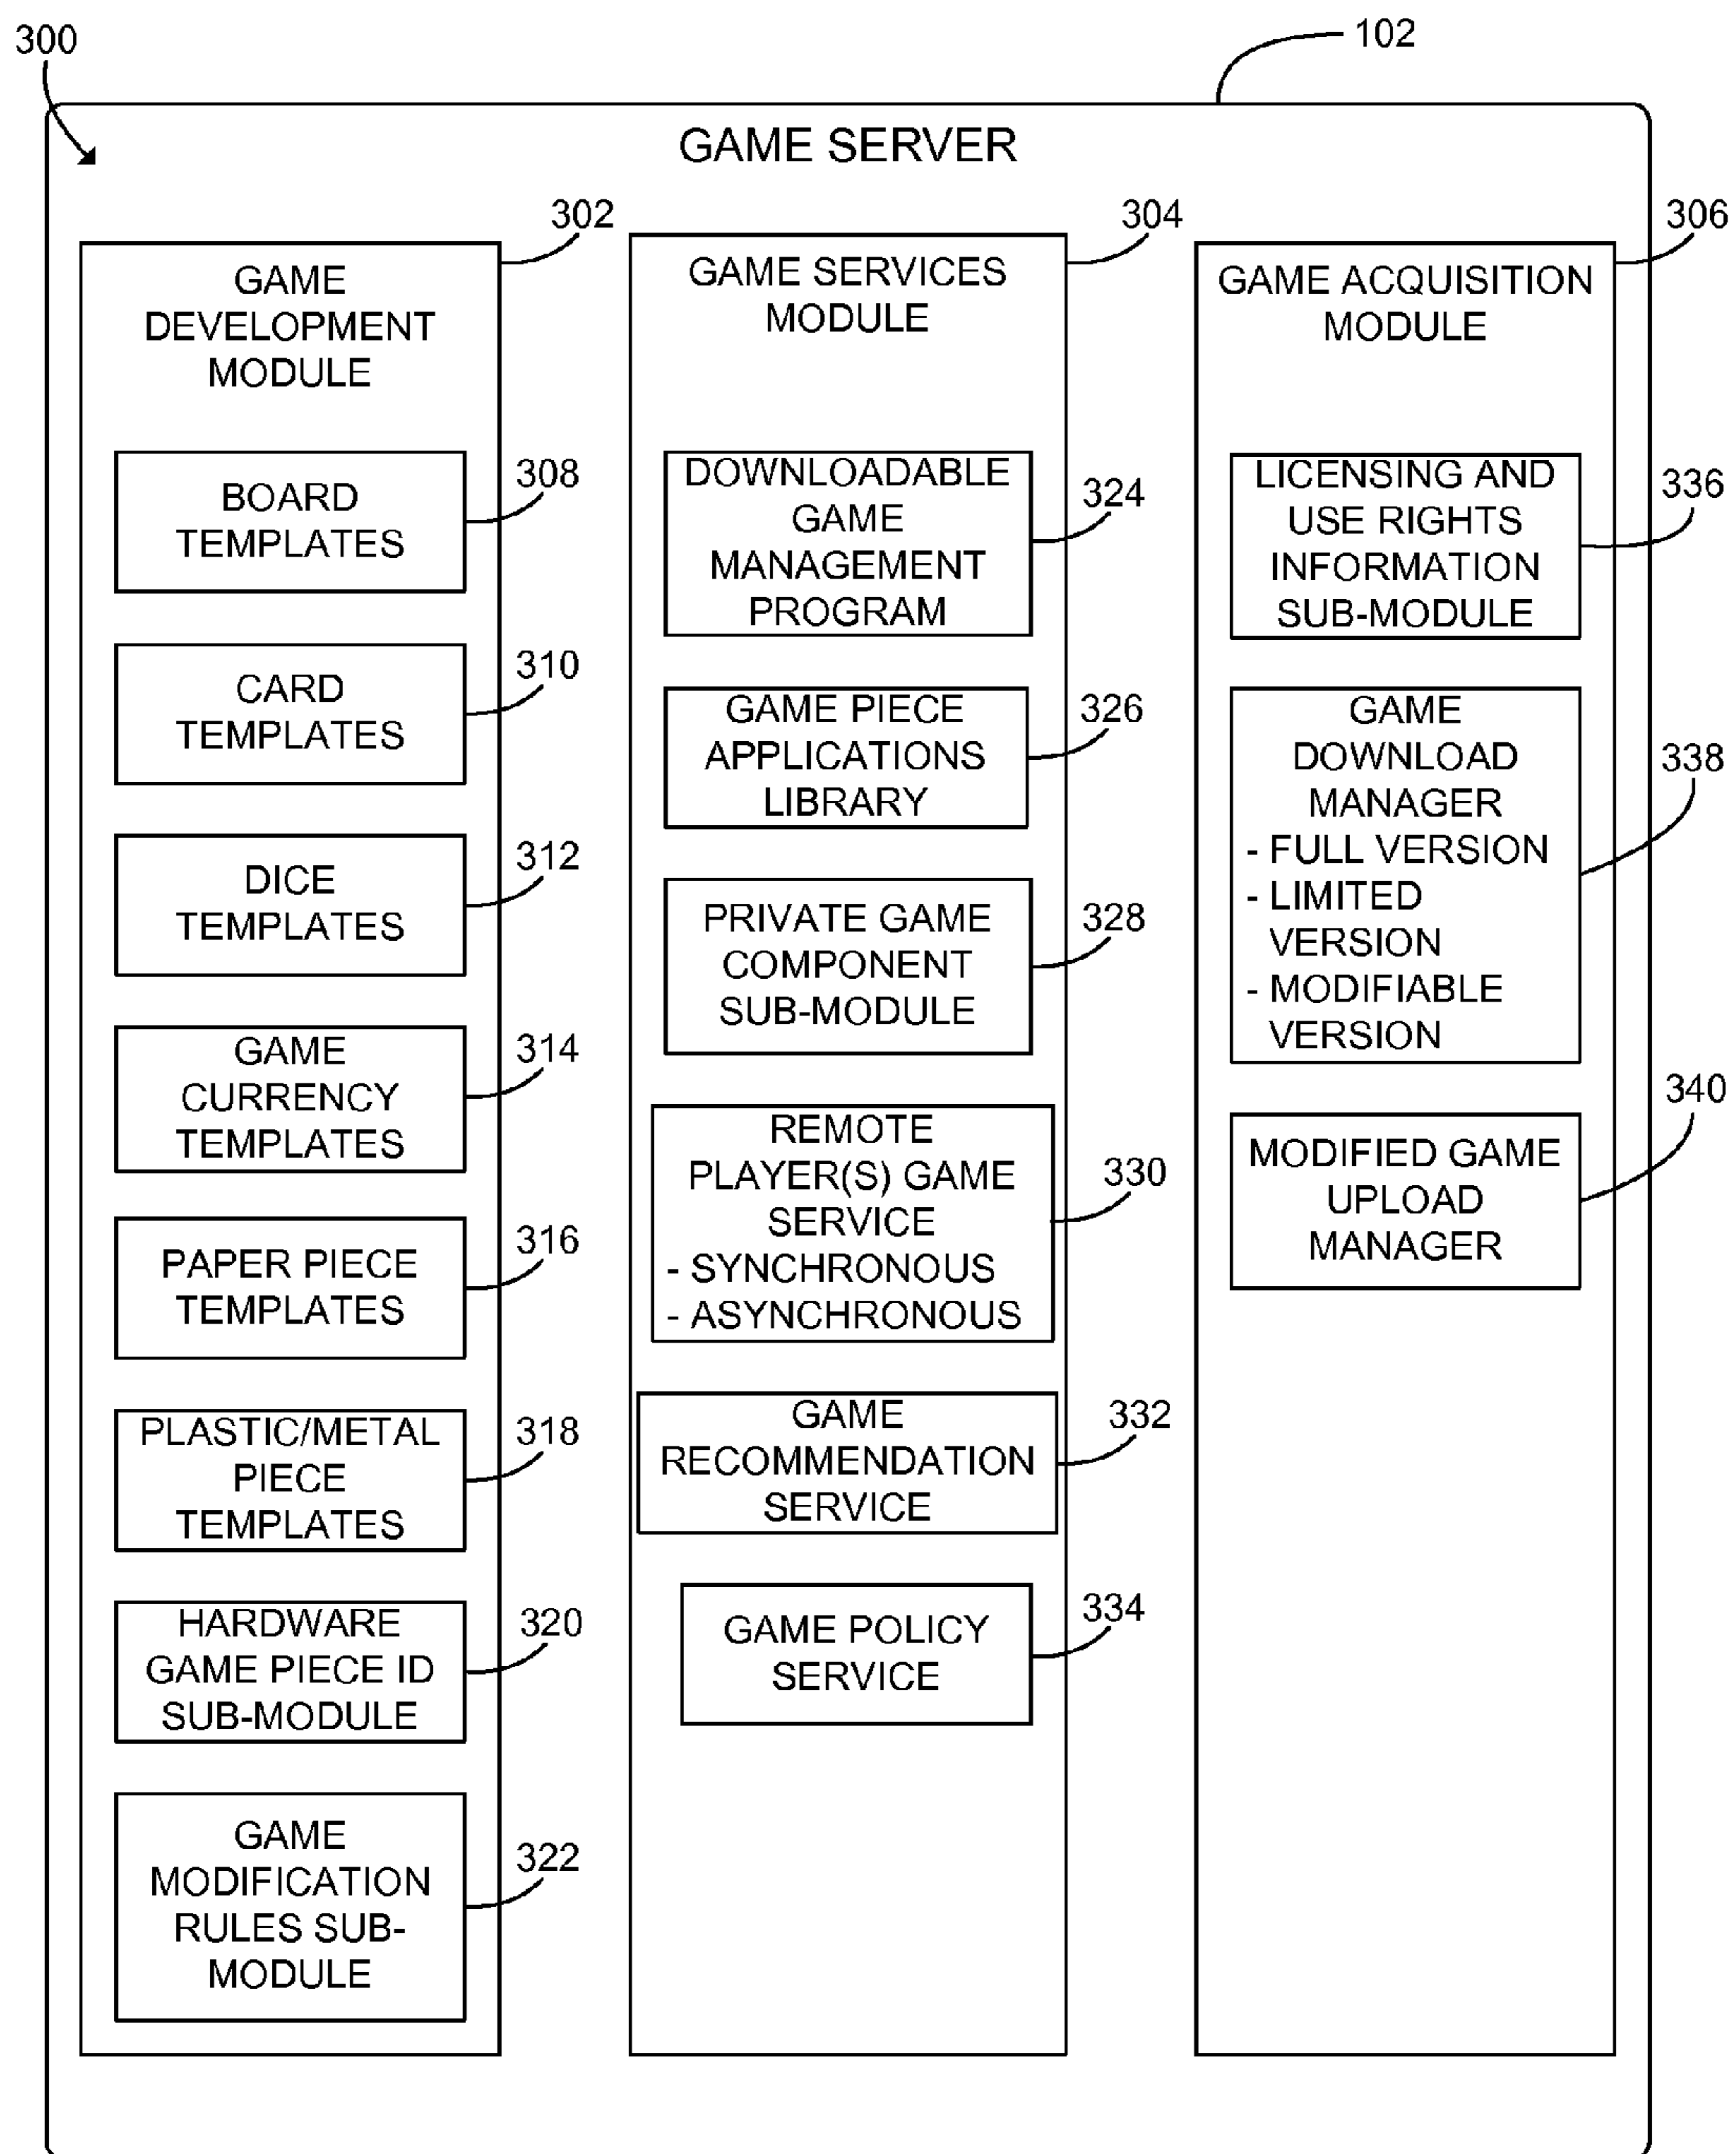 300
102
GAME SERVER
302
304
306
GAME
DEVELOPMENT
MODULE
BOARD
TEMPLATES
308
CARD
TEMPLATES
310
DICE
TEMPLATES
312
GAME
CURRENCY
TEMPLATES
314
PAPER PIECE
TEMPLATES
316
PLASTIC/METAL
PIECE
TEMPLATES
318
HARDWARE
GAME PIECE ID
SUB-MODULE
320
GAME
MODIFICATION
RULES SUB-
MODULE
322
GAME SERVICES
MODULE
DOWNLOADABLE
GAME
MANAGEMENT
PROGRAM
324
GAME PIECE
APPLICATIONS
LIBRARY
326
PRIVATE GAME
COMPONENT
SUB-MODULE
328
REMOTE
PLAYER(S) GAME
SERVICE
- SYNCHRONOUS
- ASYNCHRONOUS
330
GAME
RECOMMENDATION
SERVICE
332
GAME POLICY
SERVICE
334
GAME ACQUISITION
MODULE
LICENSING AND
USE RIGHTS
INFORMATION
SUB-MODULE
336
GAME
DOWNLOAD
MANAGER
- FULL VERSION
- LIMITED
VERSION
- MODIFIABLE
VERSION
338
MODIFIED GAME
UPLOAD
MANAGER
340